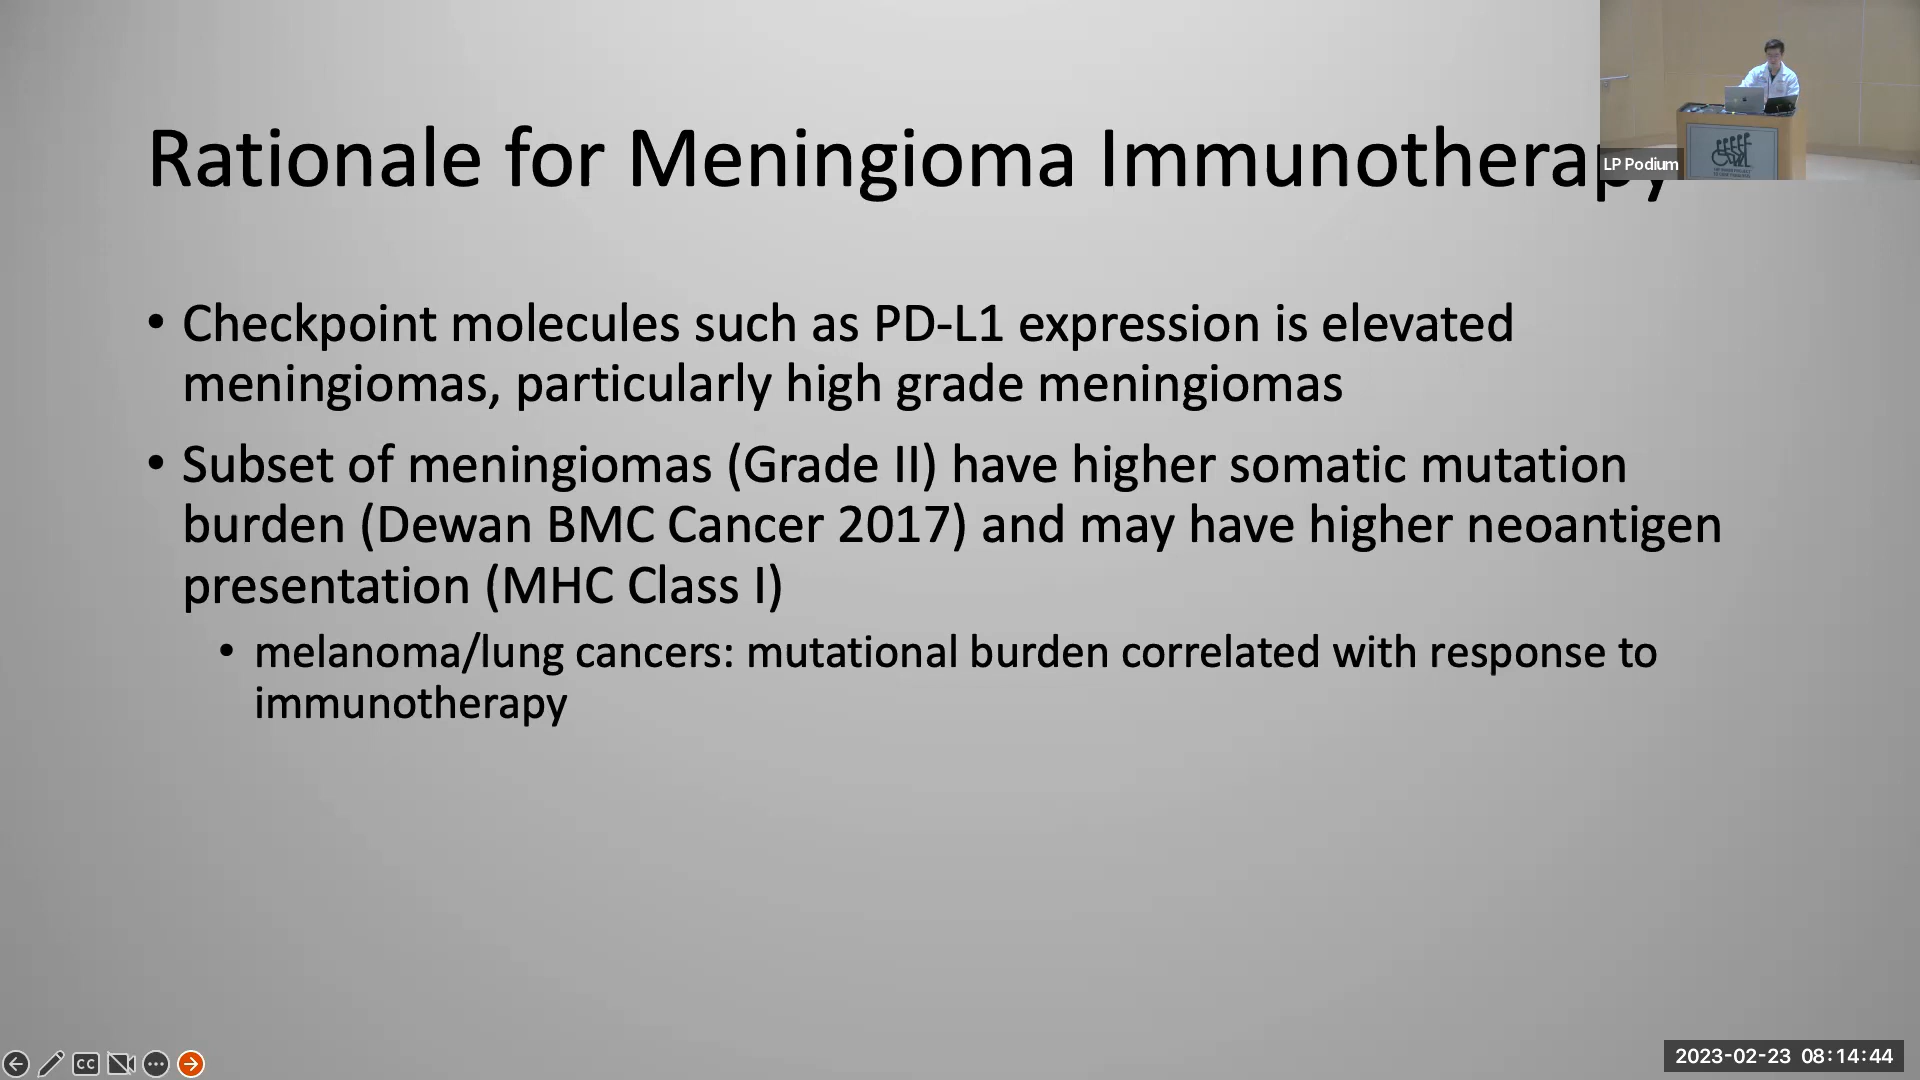 Rationale for Meningioma Immunotherapy
LP Podium
• Checkpoint molecules such as PD-L1 expression is elevated
meningiomas, particularly high grade meningiomas
• Subset of meningiomas (Grade II) have higher somatic mutation
burden (Dewan BMC Cancer 2017) and may have higher neoantigen
presentation (MHC Class I)
• melanoma/lung cancers: mutational burden correlated with response to
immunotherapy
CC
2023-02-23 08:14:44